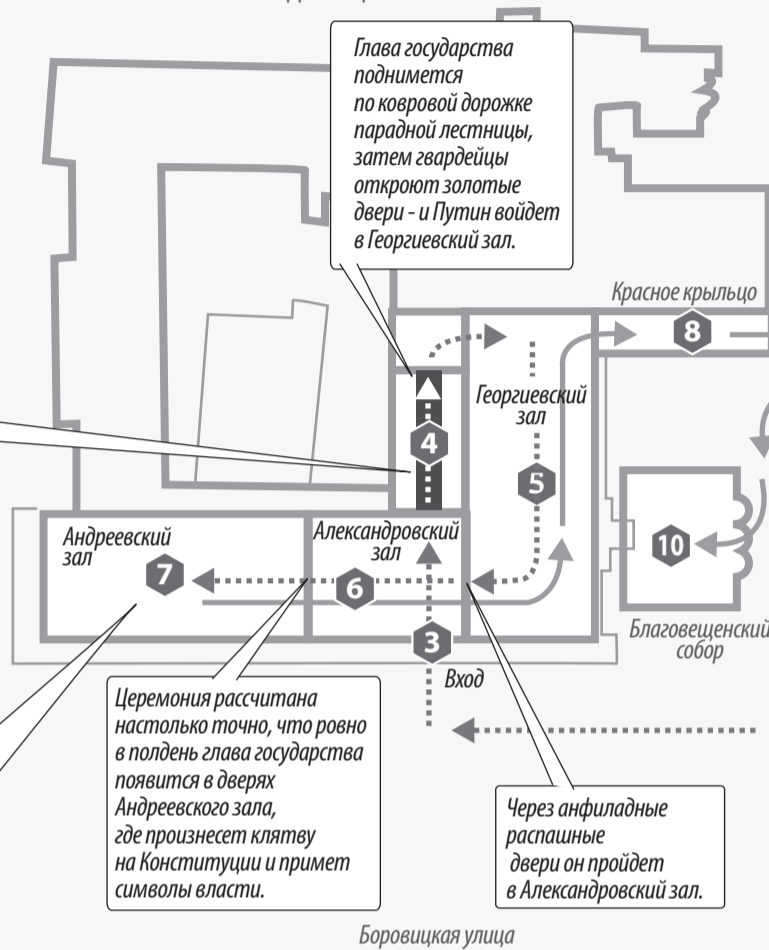 Глава государства
поднимется
по ковровой дорожке
парадной лестницы,
затем гвардейцы
откроют золотые
двери - и Путин войдет
в Георгиевский зал.
Красное крыльцо
8
Георгиевский
зал
4
5
10
Благовещенский
собор
Андреевский
зал
7
Александровский
зал
6
3
Вход
Церемония рассчитана
настолько точно, что ровно
в полдень глава государства
появится в дверях
Андреевского зала,
где произнесет клятву
на Конституции и примет
символы власти.
Через анфиладные
распашные
двери он пройдет
в Александровский зал.
Боровицкая улица